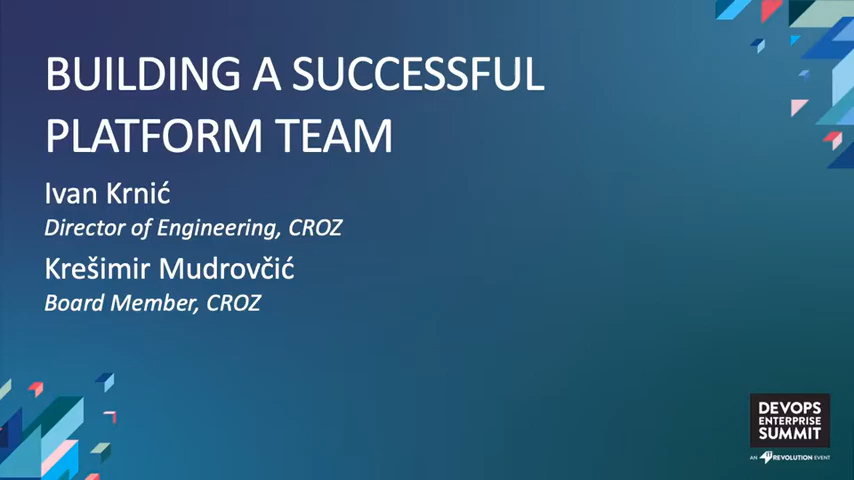 BUILDING A SUCCESSFUL
PLATFORM TEAM
Ivan Krnić
Director of Engineering, CROZ
Krešimir Mudrovčić
Board Member, CROZ
DEVOPS
ENTERPRISE
SUMMIT
AN IT REVOLUTION EVENT